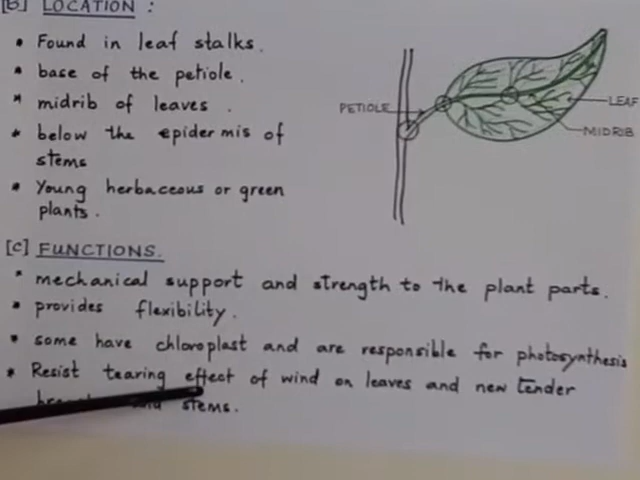 [b] LOCATION :
• Found in leaf stalks.
• base of the petiole.
• midrib of leaves.
• below the epidermis of
stems
• Young herbaceous or green
plants.
PETIOLE
LEAF
MIDRIB
[C] FUNCTIONS.
• mechanical support and strength to the plant parts.
• provides flexibility.
• some have chloroplast and are responsible for photosynthesis
• Resist tearing effect of wind on leaves and new tender
stems.